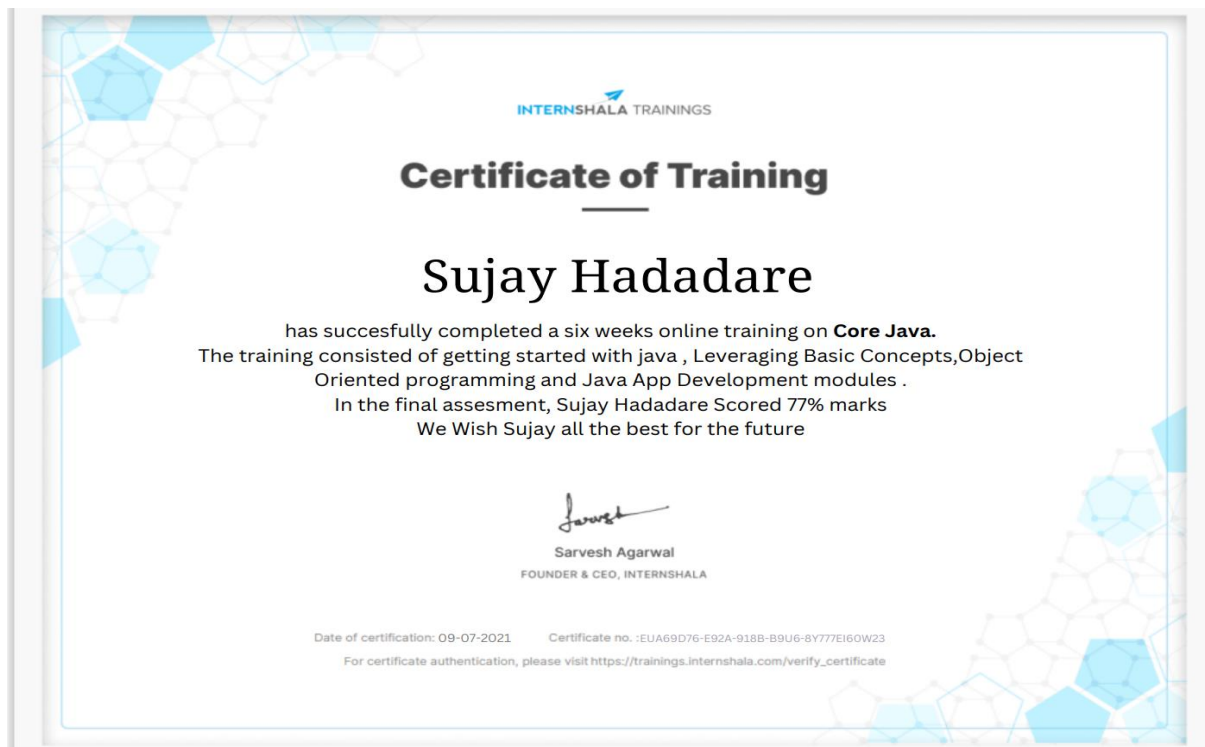 INTERNSHALA TRAININGS
Certificate of Training
Sujay Hadadare
has succesfully completed a six weeks online training on Core Java.
The training consisted of getting started with java , Leveraging Basic Concepts,Object
Oriented programming and Java App Development modules .
In the final assesment, Sujay Hadadare Scored 77% marks
We Wish Sujay all the best for the future
Sarvesh
Sarvesh Agarwal
FOUNDER & CEO, INTERNSHALA
Date of certification: 09-07-2021 Certificate no. :EUA69D76-E92A-918B-B9U6-8Y777EI60W23
For certificate authentication, please visit https://trainings.internshala.com/verify_certificate